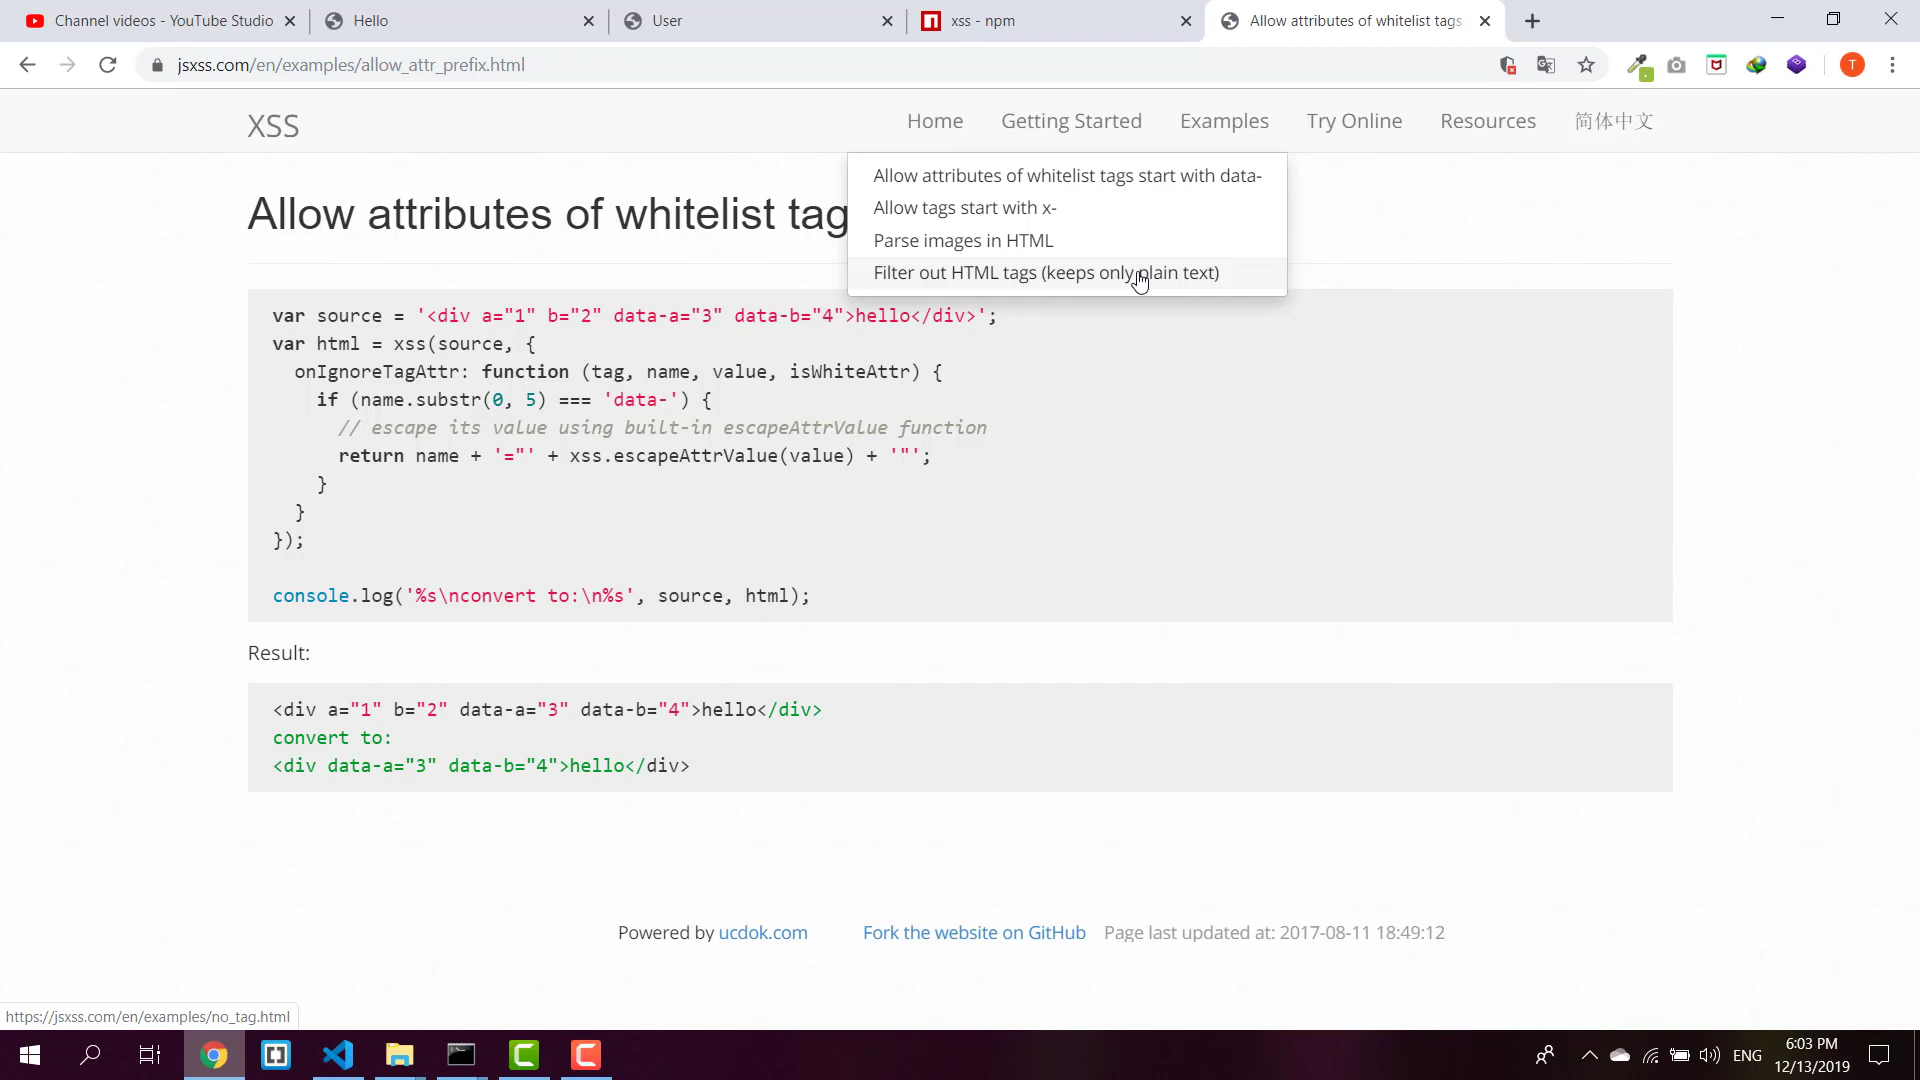 Channel videos - YouTube Studio
Hello
User
xss - npm
Allow attributes of whitelist tags
jsxss.com/en/examples/allow_attr_prefix.html
T
XSS
Home
Getting Started
Examples
Try Online
Resources
简体中文
Allow attributes of whitelist tag
Allow attributes of whitelist tags start with data-
Allow tags start with x-
Parse images in HTML
Filter out HTML tags (keeps only plain text)
var source = '<div a="1" b="2" data-a="3" data-b="4">hello</div>';
var html = xss(source, {
onIgnoreTagAttr: function (tag, name, value, isWhiteAttr) {
if (name.substr(0, 5) === 'data-') {
// escape its value using built-in escapeAttrValue function
return name + '="' + xss.escapeAttrValue(value) + '"';
}
}
});
console.log('%s\nconvert to:\n%s', source, html);
Result:
<div a="1" b="2" data-a="3" data-b="4">hello</div>
convert to:
<div data-a="3" data-b="4">hello</div>
Powered by ucdok.com
Fork the website on GitHub
Page last updated at: 2017-08-11 18:49:12
https://jsxss.com/en/examples/no_tag.html
ENG
6:03 PM
12/13/2019